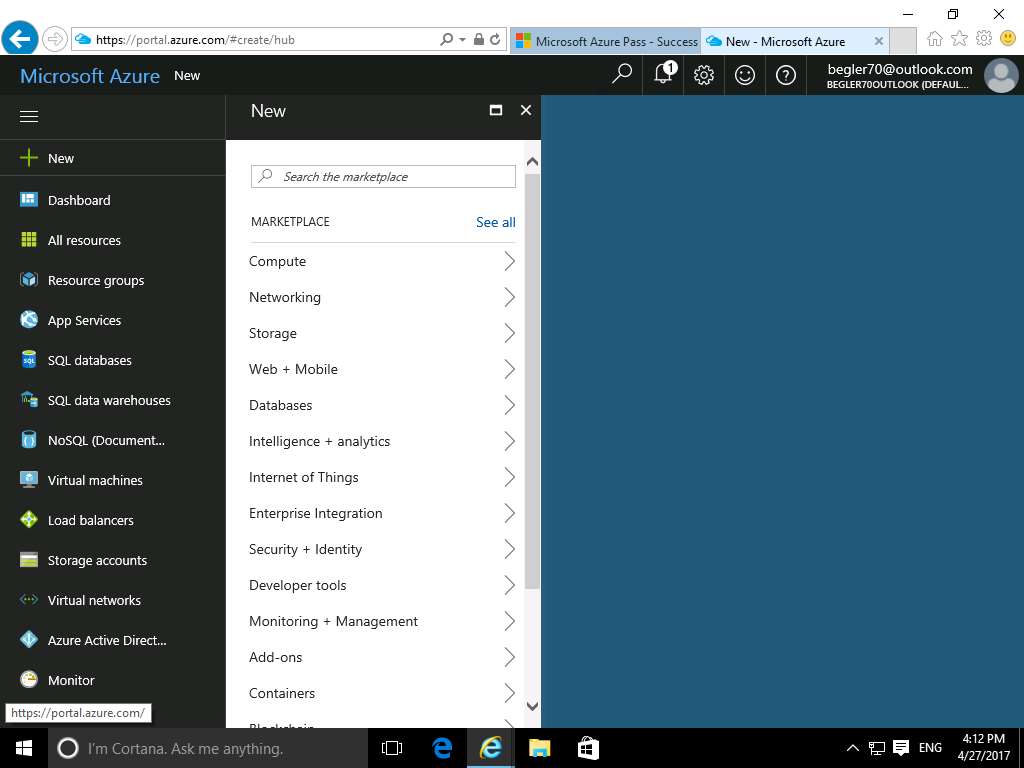 https://portal.azure.com/#create/hub
Microsoft Azure Pass - Success
New - Microsoft Azure
Microsoft Azure
New
1
begler70@outlook.com
BEGLER70OUTLOOK (DEFAUL...
New
Dashboard
All resources
Resource groups
App Services
SQL databases
SQL data warehouses
NoSQL (Document...
Virtual machines
Load balancers
Storage accounts
Virtual networks
Azure Active Direct...
Monitor
https://portal.azure.com/
New
Search the marketplace
MARKETPLACE
See all
Compute
Networking
Storage
Web + Mobile
Databases
Intelligence + analytics
Internet of Things
Enterprise Integration
Security + Identity
Developer tools
Monitoring + Management
Add-ons
Containers
Blockchain
I'm Cortana. Ask me anything.
ENG
4:12 PM
4/27/2017